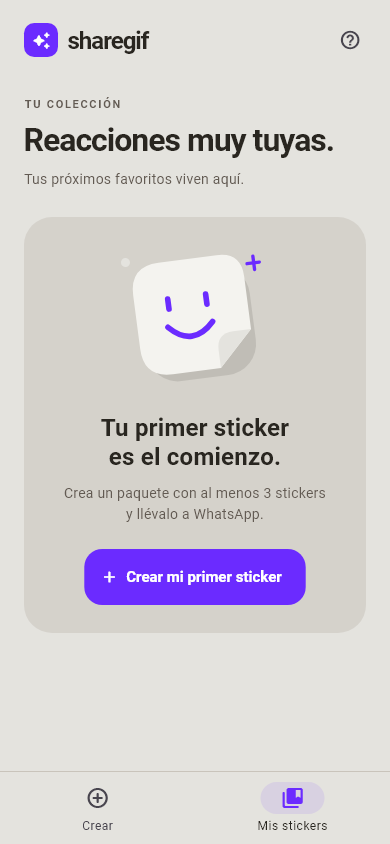 sharegif
TU COLECCIÓN
Reacciones muy tuyas.
Tus próximos favoritos viven aquí.
Tu primer sticker
es el comienzo.
Crea un paquete con al menos 3 stickers
y llévalo a WhatsApp.
+ Crear mi primer sticker
Crear
Mis stickers